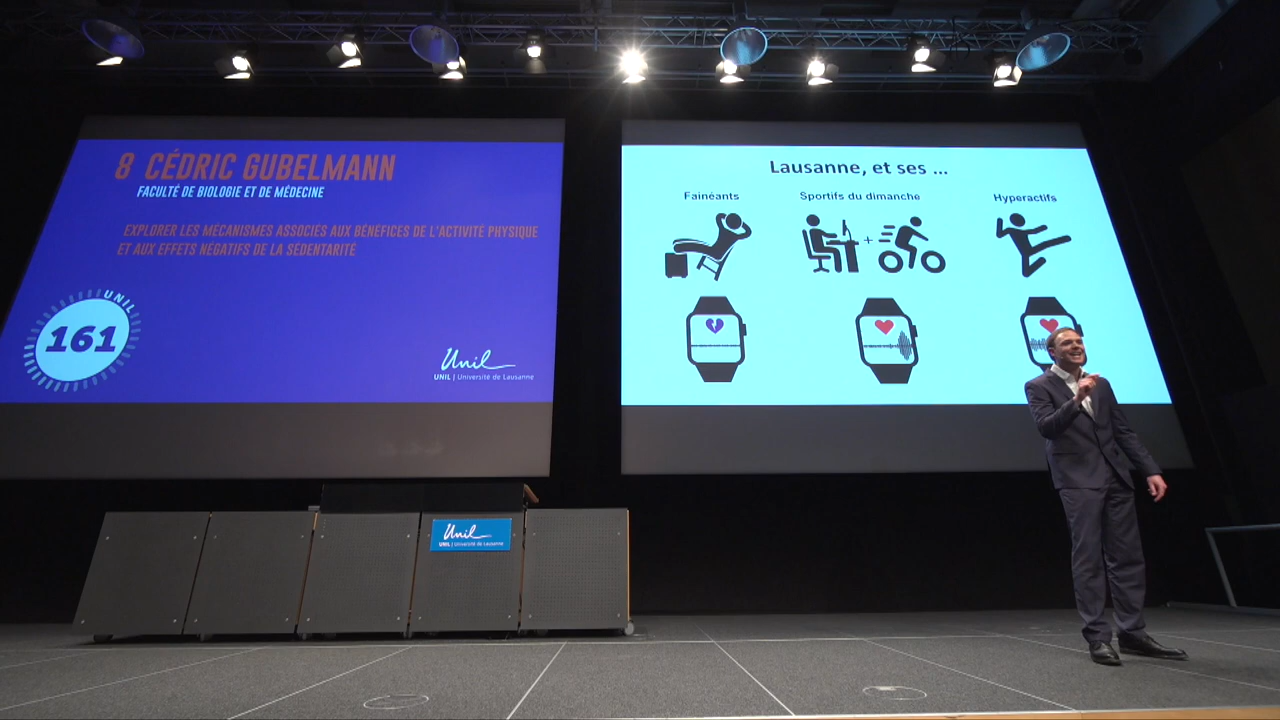 8 CÉDRIC GUBELMANN
FACULTÉ DE BIOLOGIE ET DE MÉDECINE
EXPLORER LES MÉCANISMES ASSOCIÉS AUX BÉNÉFICES DE L'ACTIVITÉ PHYSIQUE
ET AUX EFFETS NÉGATIFS DE LA SÉDENTARITÉ
UNIL
161
Unil
UNIL | Université de Lausanne
Lausanne, et ses ...
Fainéants
Sportifs du dimanche
Hyperactifs
+
Unil
UNIL | Université de Lausanne